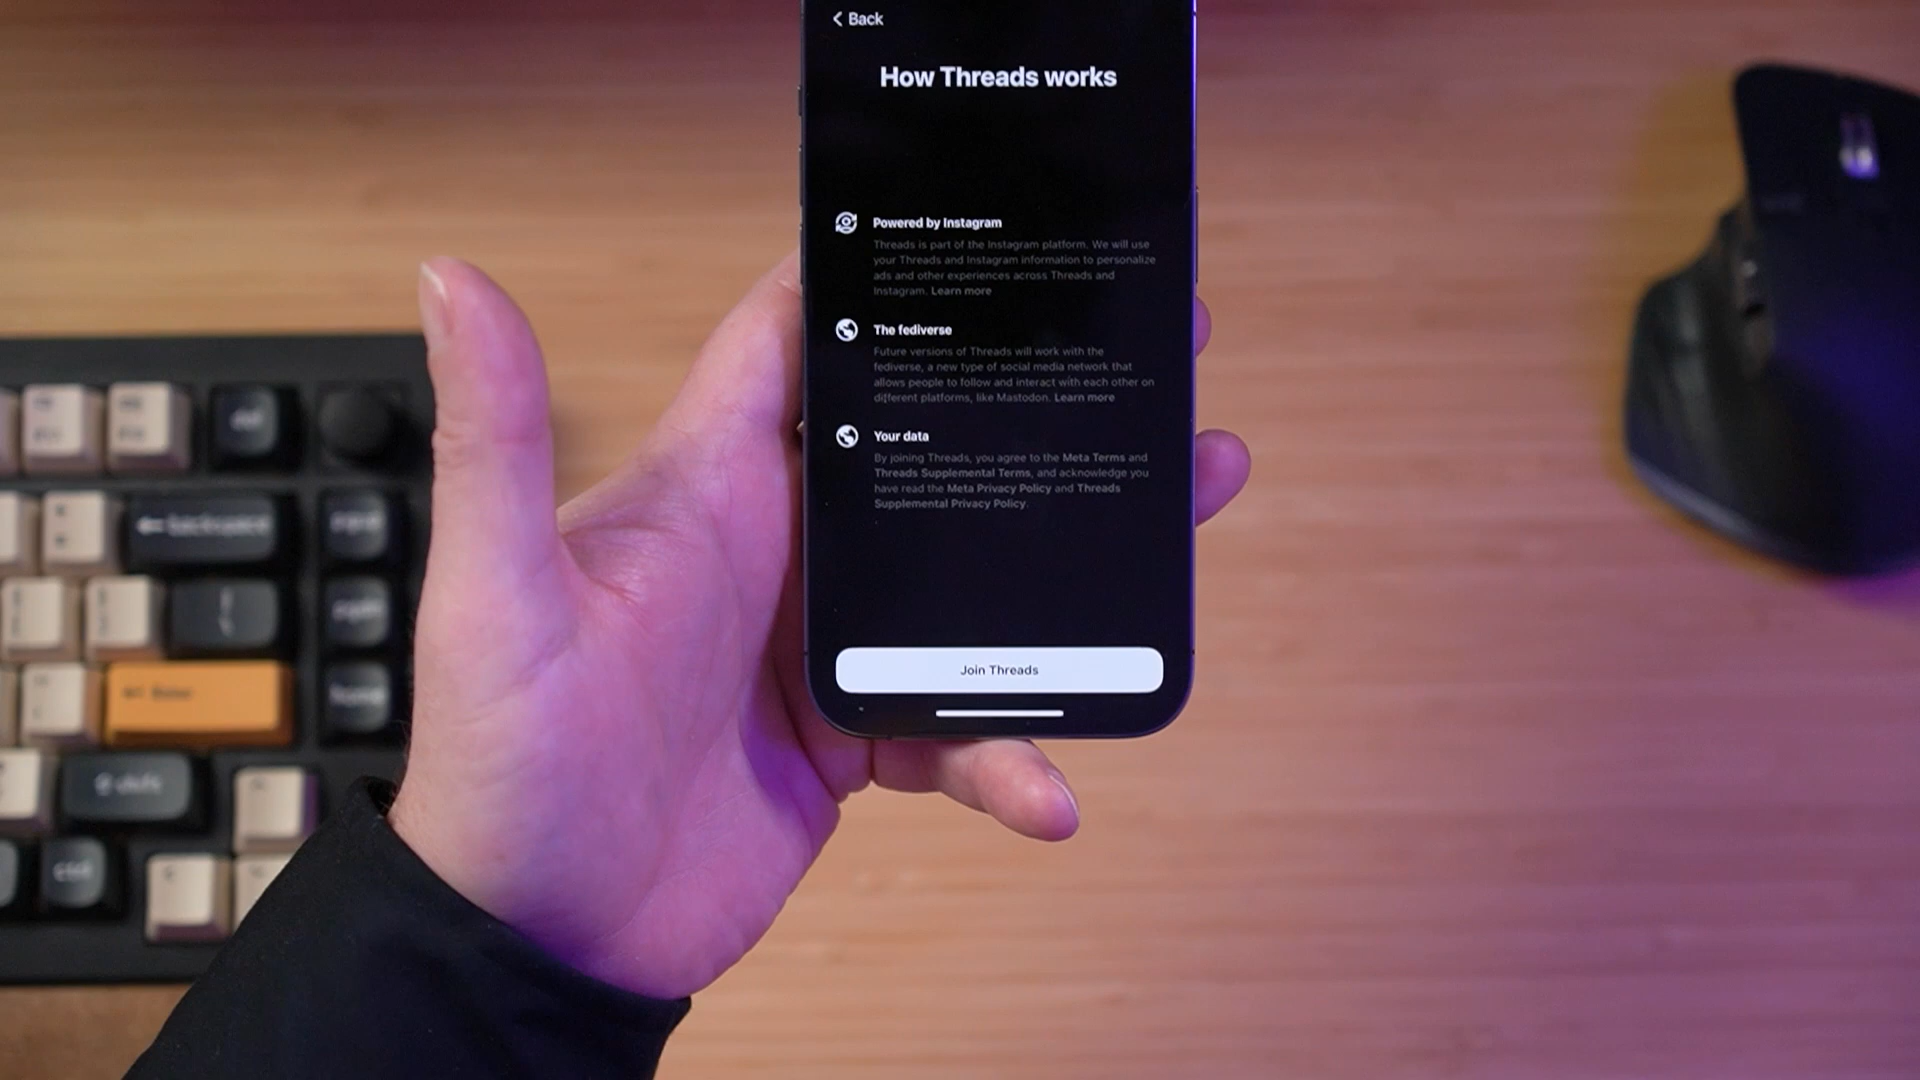 Back
How Threads works
Powered by Instagram
Threads is part of the Instagram platform. We will use
your Threads and Instagram information to personalize
ads and other experiences across Threads and
Instagram. Learn more
The fediverse
Future versions of Threads will work with the
fediverse, a new type of social media network that
allows people to follow and interact with each other on
different platforms, like Mastodon. Learn more
Your data
By joining Threads, you agree to the Meta Terms and
Threads Supplemental Terms, and acknowledge you
have read the Meta Privacy Policy and Threads
Supplemental Privacy Policy.
Join Threads
backspace